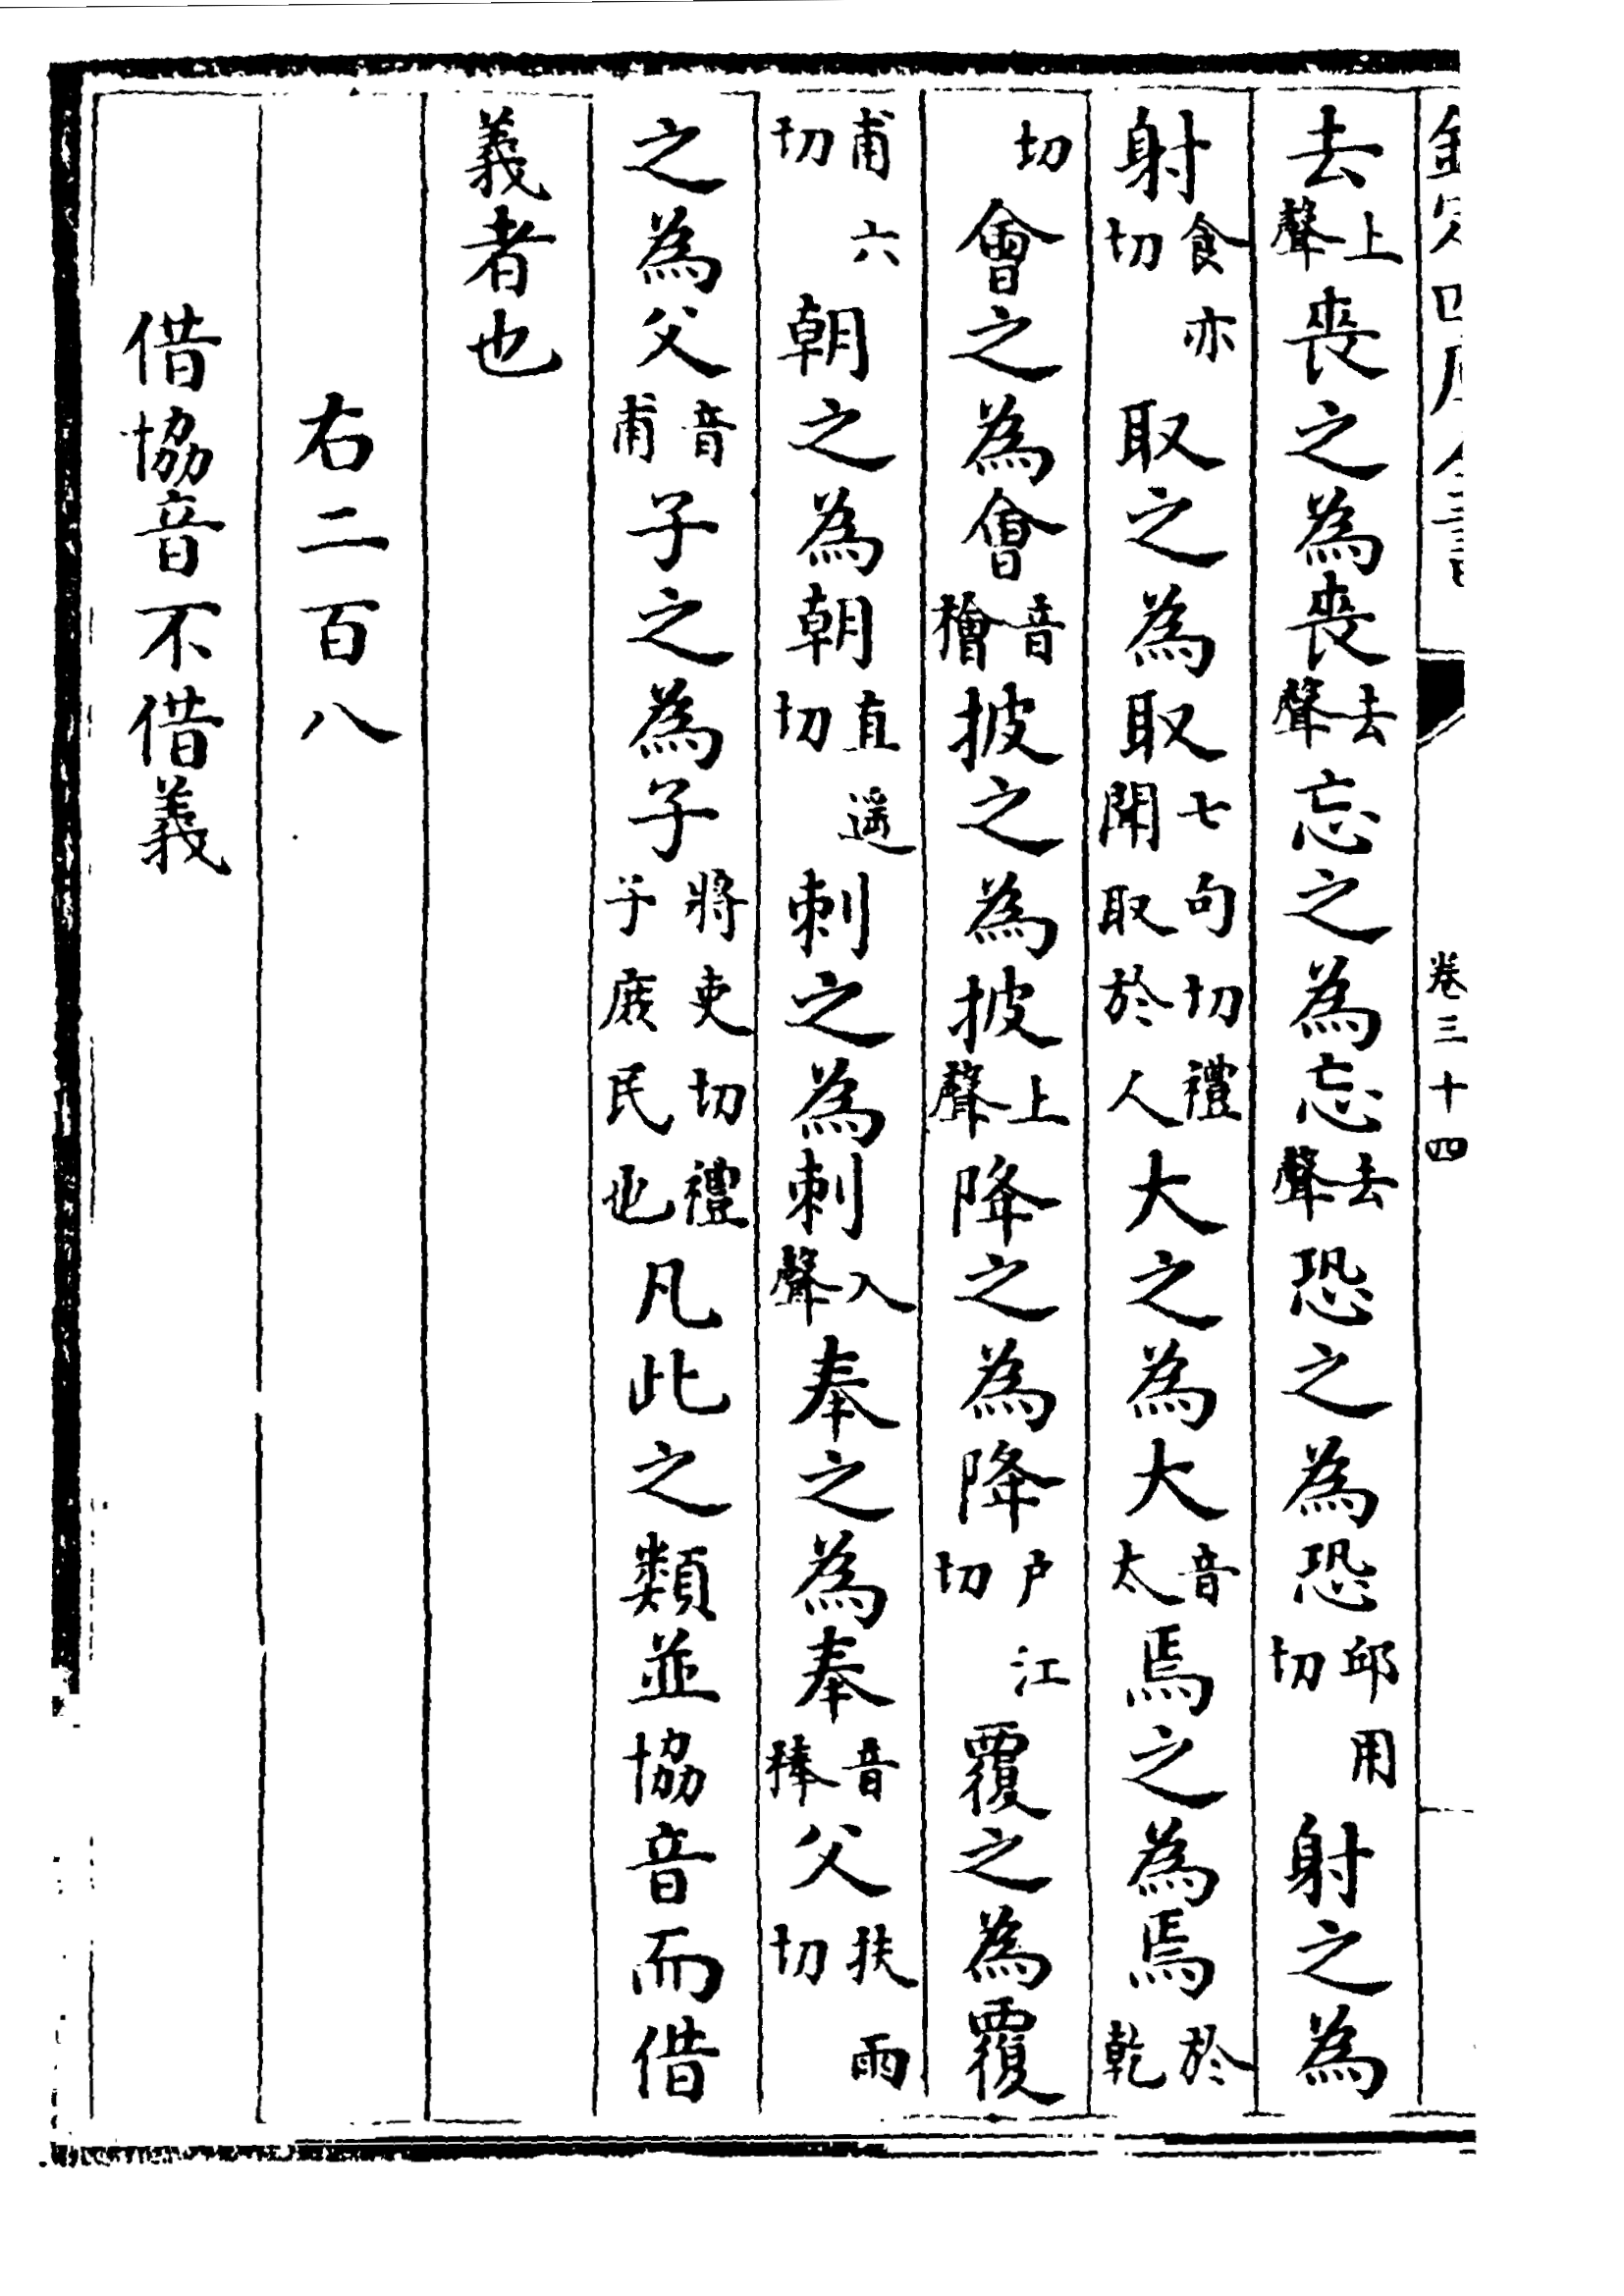 欽定四庫全書 卷三十四
去上聲喪之為喪去聲忘之為忘去聲恐之為恐邱用切射之為
射食亦切取之為取七句切禮聞取於人大之為大音太焉之為焉於乾
切會之為會音檜披之為披上聲降之為降户江切覆之為覆
甫六切朝之為朝直遥切刺之為刺入聲奉之為奉音捧父扶雨切
之為父音甫子之為子將吏切禮子庶民也凡此之類並協音而借
義者也
右二百八
借協音不借義